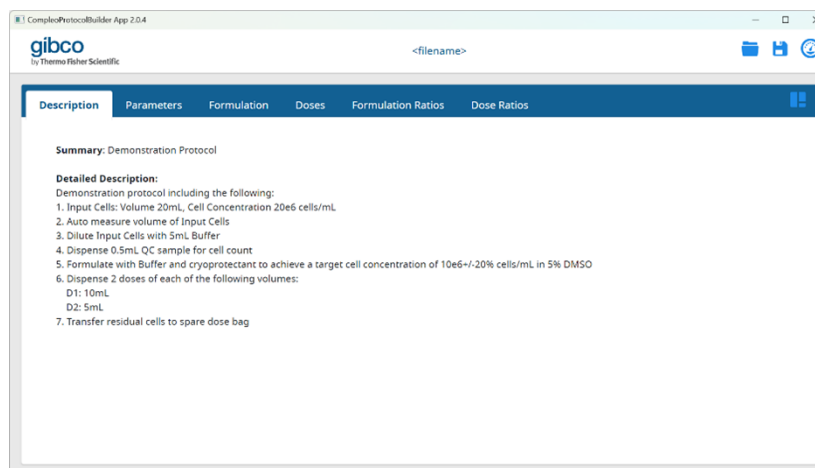 CompleoProtocolBuilder App 2.0.4
gibco
by Thermo Fisher Scientific
<filename>
Description Parameters Formulation Doses Formulation Ratios Dose Ratios
Summary: Demonstration Protocol
Detailed Description:
Demonstration protocol including the following:
1. Input Cells: Volume 20mL, Cell Concentration 20e6 cells/mL
2. Auto measure volume of Input Cells
3. Dilute Input Cells with 5mL Buffer
4. Dispense 0.5mL QC sample for cell count
5. Formulate with Buffer and cryoprotectant to achieve a target cell concentration of 10e6+/-20% cells/mL in 5% DMSO
6. Dispense 2 doses of each of the following volumes:
D1: 10mL
D2: 5mL
7. Transfer residual cells to spare dose bag